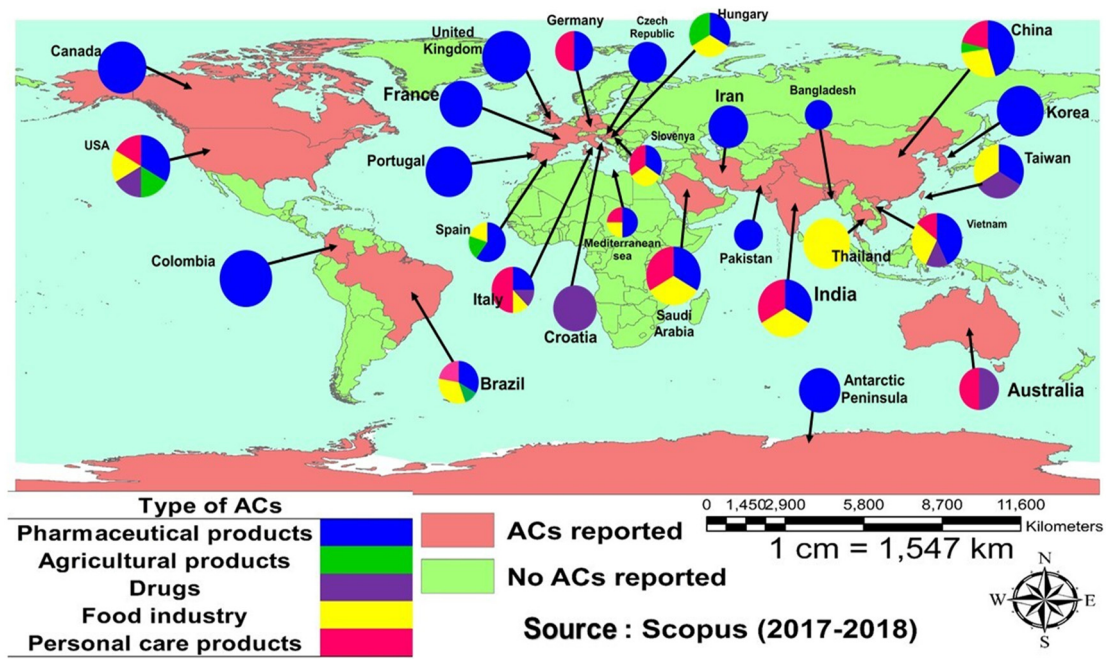 Canada
United
Kingdom
Germany
Czech
Republic
Hungary
China
France
Iran
Bangladesh
Korea
USA
Portugal
Slovenya
Taiwan
Spain
Mediterranean
sea
Pakistan
Thailand
Vietnam
Colombia
Italy
Croatia
Saudi
Arabia
India
Brazil
Antarctic
Peninsula
Australia
Type of ACs
Pharmaceutical products
Agricultural products
Drugs
Food industry
Personal care products
ACs reported
No ACs reported
0 1,450 2,900 5,800 8,700 11,600
Kilometers
1 cm = 1,547 km
Source : Scopus (2017-2018)
N
W E
S